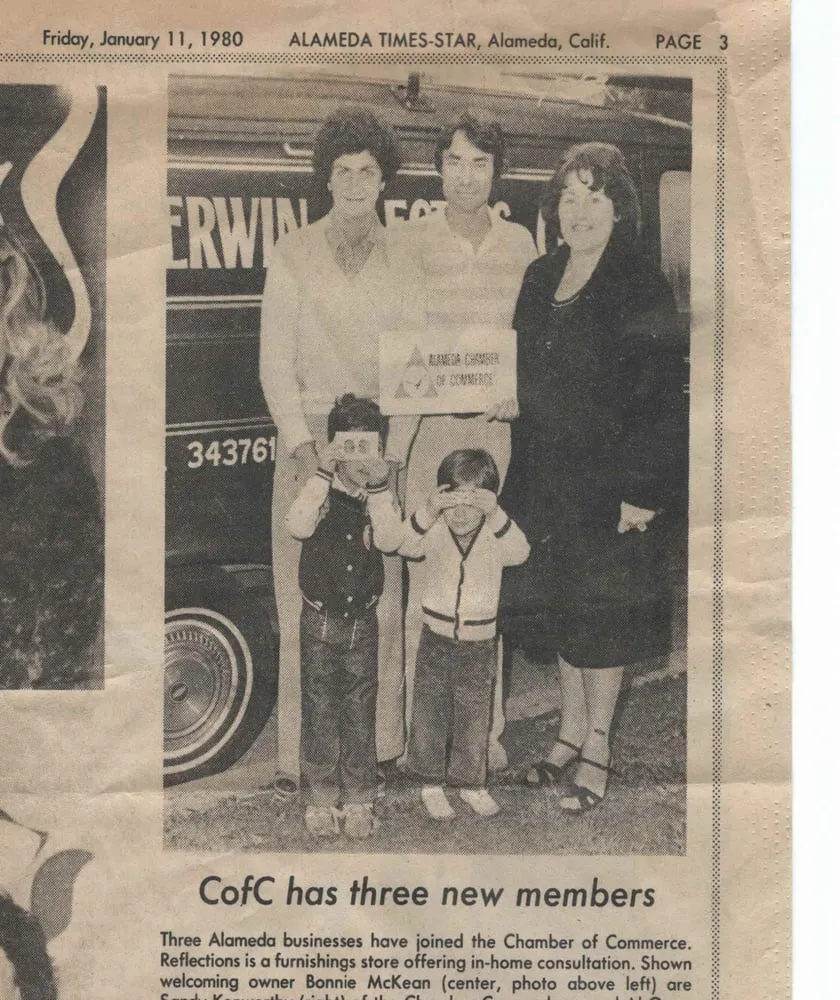 Friday, January 11, 1980 ALAMEDA TIMES-STAR, Alameda, Calif. PAGE 3
ERWIN
ALAMEDA CHAMBER
OF COMMERCE
343761
CofC has three new members
Three Alameda businesses have joined the Chamber of Commerce.
Reflections is a furnishings store offering in-home consultation. Shown
welcoming owner Bonnie McKean (center, photo above left) are